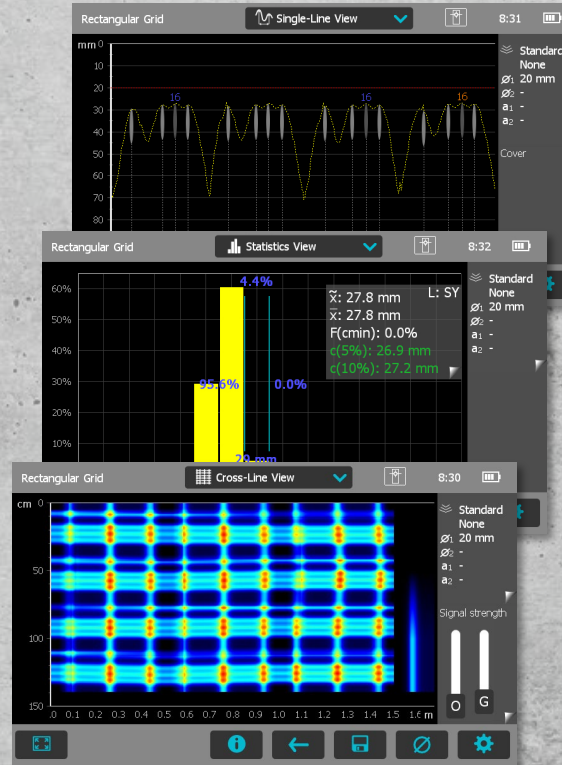 Rectangular Grid Single-Line View 8:31
mm 0
10
20
30
40
50
60
70
80
16 16 16
Standard
None
ø1 20 mm
ø2 -
a1 -
a2 -
Cover
Rectangular Grid Statistics View 8:32
60%
50%
40%
30%
20%
10%
4.4%
95.6% 0.0%
20 mm
L: SY
x̃: 27.8 mm
x̄: 27.8 mm
F(cmin): 0.0%
c(5%): 26.9 mm
c(10%): 27.2 mm
Standard
None
ø1 20 mm
ø2 -
a1 -
a2 -
Rectangular Grid Cross-Line View 8:30
cm 0
50
100
150
.0 0.1 0.2 0.3 0.4 0.5 0.6 0.7 0.8 0.9 1.0 1.1 1.2 1.3 1.4 1.5 1.6 m
Standard
None
ø1 20 mm
ø2 -
a1 -
a2 -
Signal strength
O G